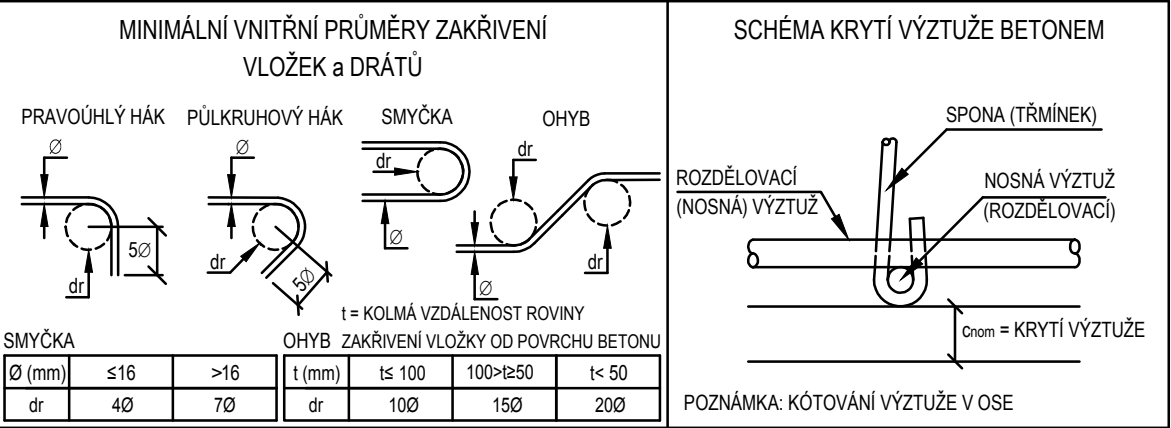 MINIMÁLNÍ VNITŘNÍ PRŮMĚRY ZAKŘIVENÍ
VLOŽEK a DRÁTŮ
PRAVOÚHLÝ HÁK
PŮLKRUHOVÝ HÁK
SMYČKA
OHYB
Ø
5Ø
dr
Ø
dr
5Ø
dr
Ø
dr
Ø
dr
t = KOLMÁ VZDÁLENOST ROVINY
ZAKŘIVENÍ VLOŽKY OD POVRCHU BETONU
SMYČKA
Ø (mm) ≤16 >16
dr 4Ø 7Ø
OHYB
t (mm) t≤ 100 100>t≥50 t< 50
dr 10Ø 15Ø 20Ø
SCHÉMA KRYTÍ VÝZTUŽE BETONEM
SPONA (TŘMÍNEK)
ROZDĚLOVACÍ
(NOSNÁ) VÝZTUŽ
NOSNÁ VÝZTUŽ
(ROZDĚLOVACÍ)
cnom = KRYTÍ VÝZTUŽE
POZNÁMKA: KÓTOVÁNÍ VÝZTUŽE V OSE